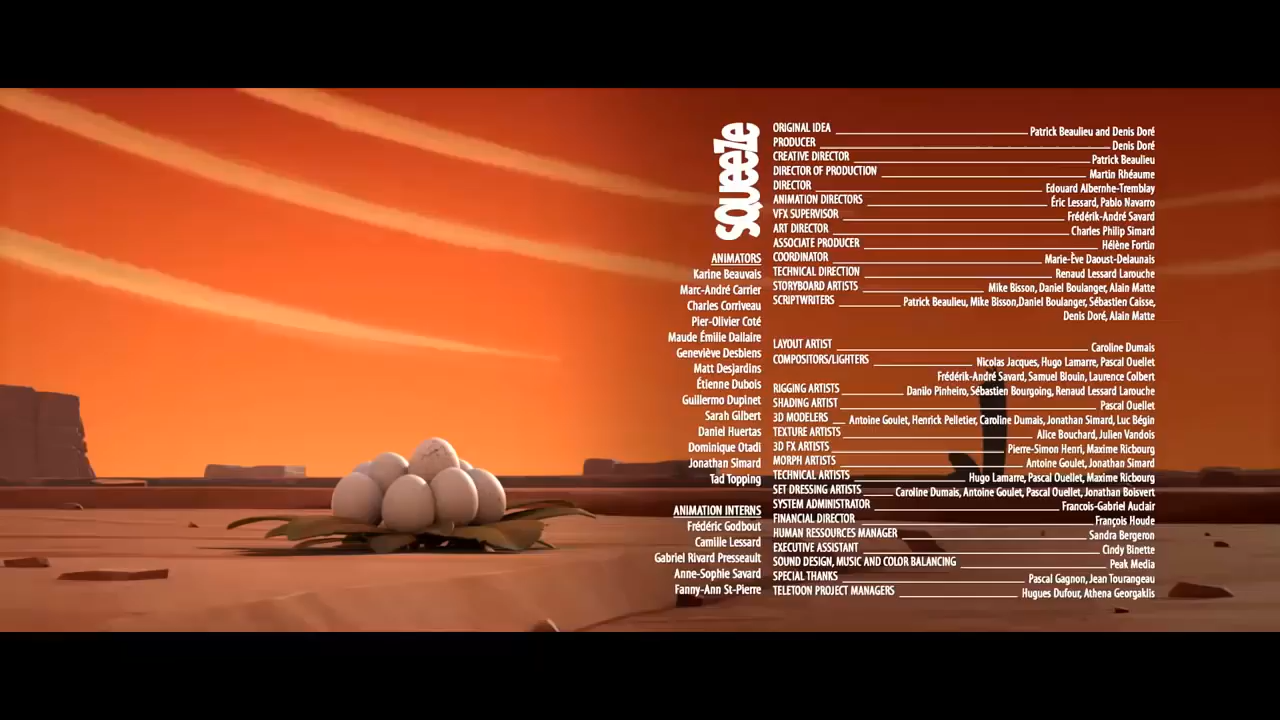 squeeze
ORIGINAL IDEA Patrick Beaulieu and Denis Doré
PRODUCER Denis Doré
CREATIVE DIRECTOR Patrick Beaulieu
DIRECTOR OF PRODUCTION Martin Rhéaume
DIRECTOR Edouard Albernhe-Tremblay
ANIMATION DIRECTORS Éric Lessard, Pablo Navarro
VFX SUPERVISOR Frédérik-André Savard
ART DIRECTOR Charles Philip Simard
ASSOCIATE PRODUCER Hélène Fortin
COORDINATOR Marie-Ève Daoust-Delaunais
TECHNICAL DIRECTION Renaud Lessard Larouche
STORYBOARD ARTISTS Mike Bisson, Daniel Boulanger, Alain Matte
SCRIPTWRITERS Patrick Beaulieu, Mike Bisson,Daniel Boulanger, Sébastien Caisse,
Denis Doré, Alain Matte
LAYOUT ARTIST Caroline Dumais
COMPOSITORS/LIGHTERS Nicolas Jacques, Hugo Lamarre, Pascal Ouellet
Frédérik-André Savard, Samuel Blouin, Laurence Colbert
RIGGING ARTISTS Danilo Pinheiro, Sébastien Bourgoing, Renaud Lessard Larouche
SHADING ARTIST Pascal Ouellet
3D MODELERS Antoine Goulet, Henrick Pelletier, Caroline Dumais, Jonathan Simard, Luc Bégin
TEXTURE ARTISTS Alice Bouchard, Julien Vandois
3D FX ARTISTS Pierre-Simon Henri, Maxime Ricbourg
MORPH ARTISTS Antoine Goulet, Jonathan Simard
TECHNICAL ARTISTS Hugo Lamarre, Pascal Ouellet, Maxime Ricbourg
SET DRESSING ARTISTS Caroline Dumais, Antoine Goulet, Pascal Ouellet, Jonathan Boisvert
SYSTEM ADMINISTRATOR Francois-Gabriel Auclair
FINANCIAL DIRECTOR François Houde
HUMAN RESSOURCES MANAGER Sandra Bergeron
EXECUTIVE ASSISTANT Cindy Binette
SOUND DESIGN, MUSIC AND COLOR BALANCING Peak Media
SPECIAL THANKS Pascal Gagnon, Jean Tourangeau
TELETOON PROJECT MANAGERS Hugues Dufour, Athena Georgaklis
ANIMATORS
Karine Beauvais
Marc-André Carrier
Charles Corriveau
Pier-Olivier Coté
Maude Émilie Dallaire
Geneviève Desbiens
Matt Desjardins
Étienne Dubois
Guillermo Dupinet
Sarah Gilbert
Daniel Huertas
Dominique Otadi
Jonathan Simard
Tad Topping
ANIMATION INTERNS
Frédéric Godbout
Camille Lessard
Gabriel Rivard Presseault
Anne-Sophie Savard
Fanny-Ann St-Pierre